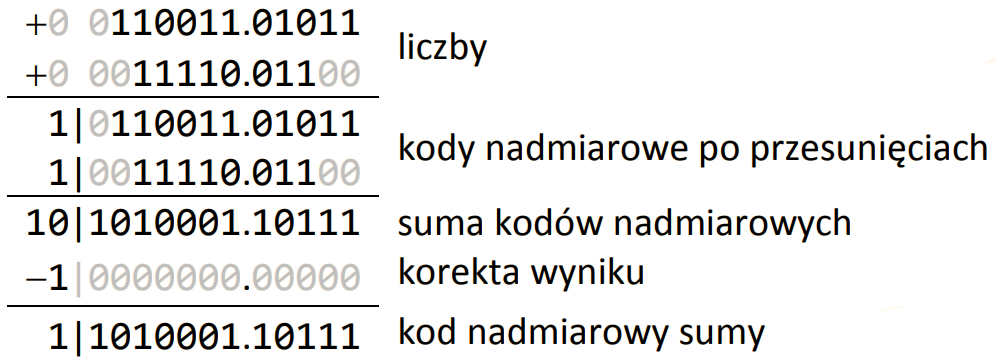 +0 0110011.01011
+0 0011110.01100
liczby
1|0110011.01011
1|0011110.01100
kody nadmiarowe po przesunięciach
10|1010001.10111 suma kodów nadmiarowych
−1|0000000.00000 korekta wyniku
1|1010001.10111 kod nadmiarowy sumy